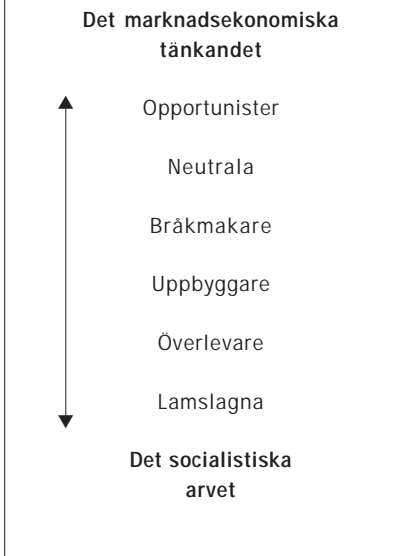 Det marknadsekonomiska
tänkandet
Opportunister
Neutrala
Bråkmakare
Uppbyggare
Överlevare
Lamslagna
Det socialistiska
arvet